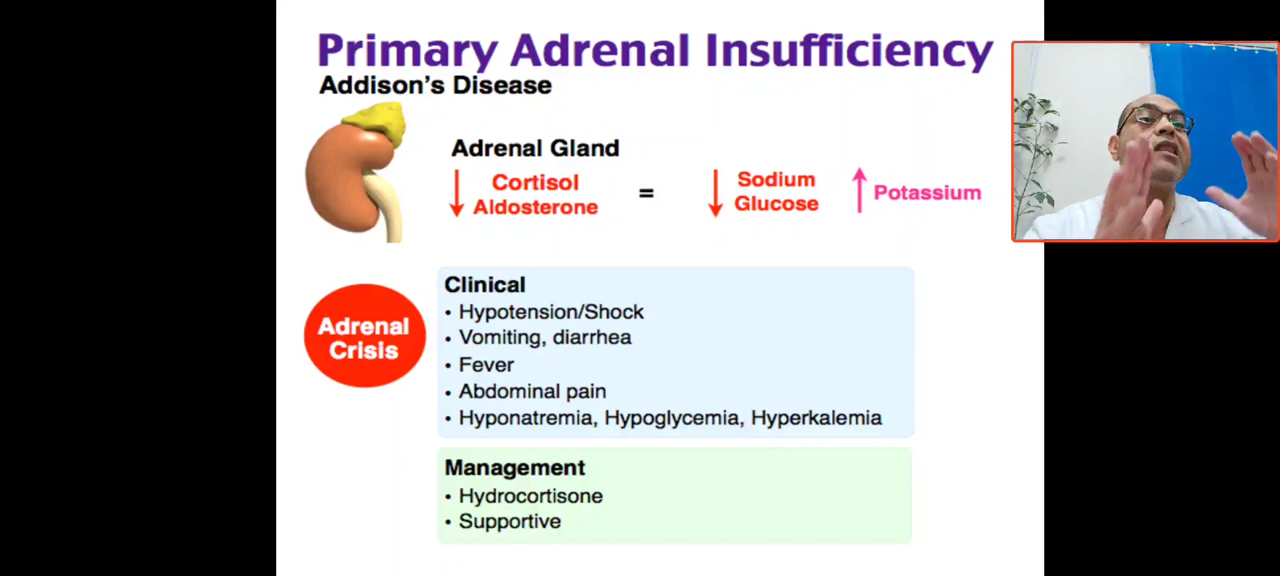 Primary Adrenal Insufficiency
Addison's Disease
Adrenal Gland
↓ Cortisol Aldosterone = ↓ Sodium Glucose ↑ Potassium
Adrenal
Crisis
Clinical
• Hypotension/Shock
• Vomiting, diarrhea
• Fever
• Abdominal pain
• Hyponatremia, Hypoglycemia, Hyperkalemia
Management
• Hydrocortisone
• Supportive